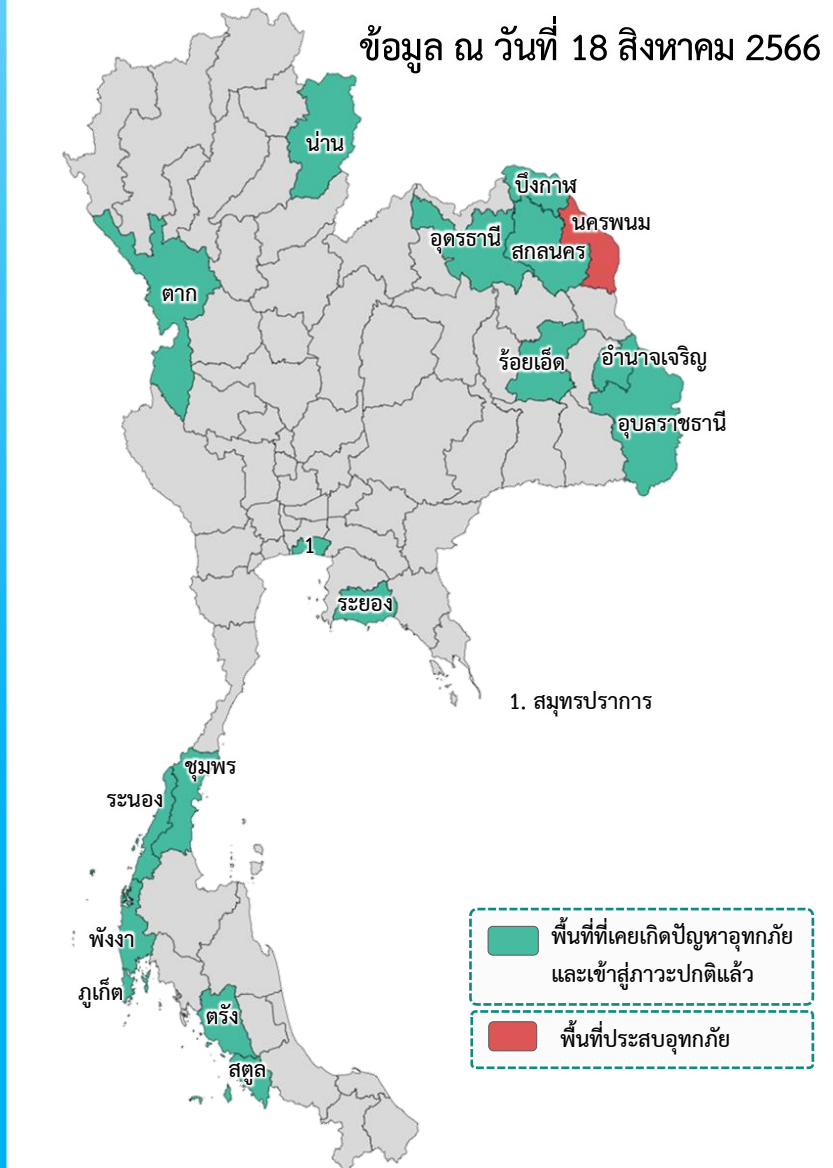 ข้อมูล ณ วันที่ 18 สิงหาคม 2566
น่าน
บึงกาฬ
นครพนม
อุดรธานี
สกลนคร
ตาก
ร้อยเอ็ด
อำนาจเจริญ
อุบลราชธานี
1
ระยอง
1. สมุทรปราการ
ชุมพร
ระนอง
พังงา
ภูเก็ต
ตรัง
สตูล
พื้นที่ที่เคยเกิดปัญหาอุทกภัย
และเข้าสู่ภาวะปกติแล้ว
พื้นที่ประสบอุทกภัย